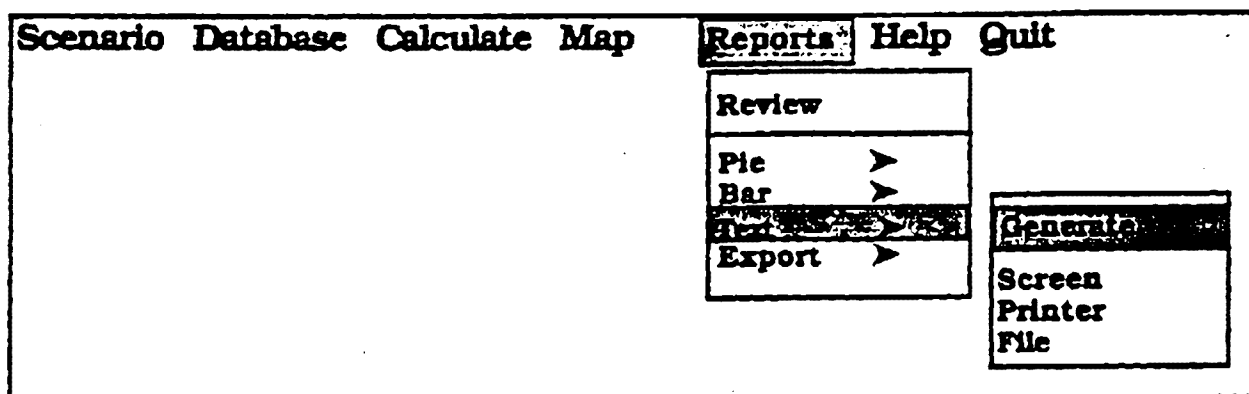 Scenario Database Calculate Map Reports Help Quit
Review
Pie ➤
Bar ➤
Text ➤
Export ➤
Generate
Screen
Printer
File